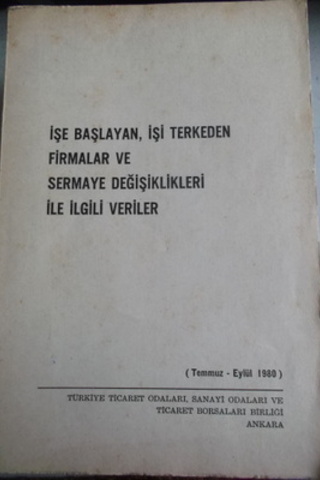 İŞE BAŞLAYAN, İŞİ TERKEDEN
FİRMALAR VE
SERMAYE DEĞİŞİKLİKLERİ
İLE İLGİLİ VERİLER
( Temmuz - Eylül 1980 )
TÜRKİYE TİCARET ODALARI, SANAYİ ODALARI VE
TİCARET BORSALARI BİRLİĞİ
ANKARA